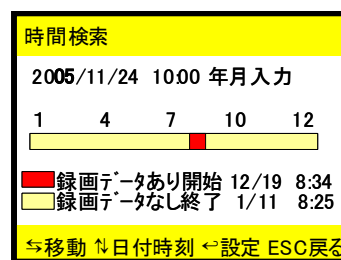 時間検索
2005/11/24 10:00 年月入力
1 4 7 10 12
録画ﾃﾞｰﾀあり開始 12/19 8:34
録画ﾃﾞｰﾀなし終了 1/11 8:25
⇆移動 ⇅日付時刻 ↩設定 ESC戻る